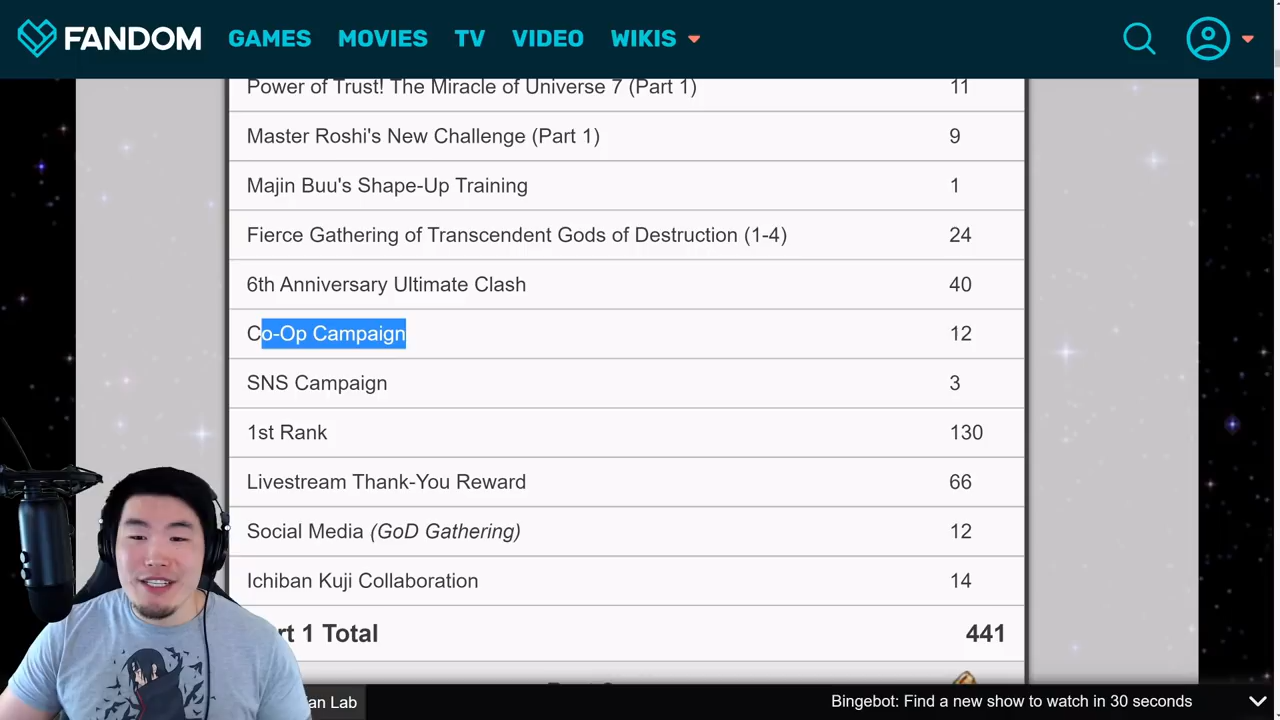 FANDOM GAMES MOVIES TV VIDEO WIKIS
Power of Trust! The Miracle of Universe 7 (Part 1) 11
Master Roshi's New Challenge (Part 1) 9
Majin Buu's Shape-Up Training 1
Fierce Gathering of Transcendent Gods of Destruction (1-4) 24
6th Anniversary Ultimate Clash 40
Co-Op Campaign 12
SNS Campaign 3
1st Rank 130
Livestream Thank-You Reward 66
Social Media (GoD Gathering) 12
Ichiban Kuji Collaboration 14
rt 1 Total 441
an Lab Bingebot: Find a new show to watch in 30 seconds